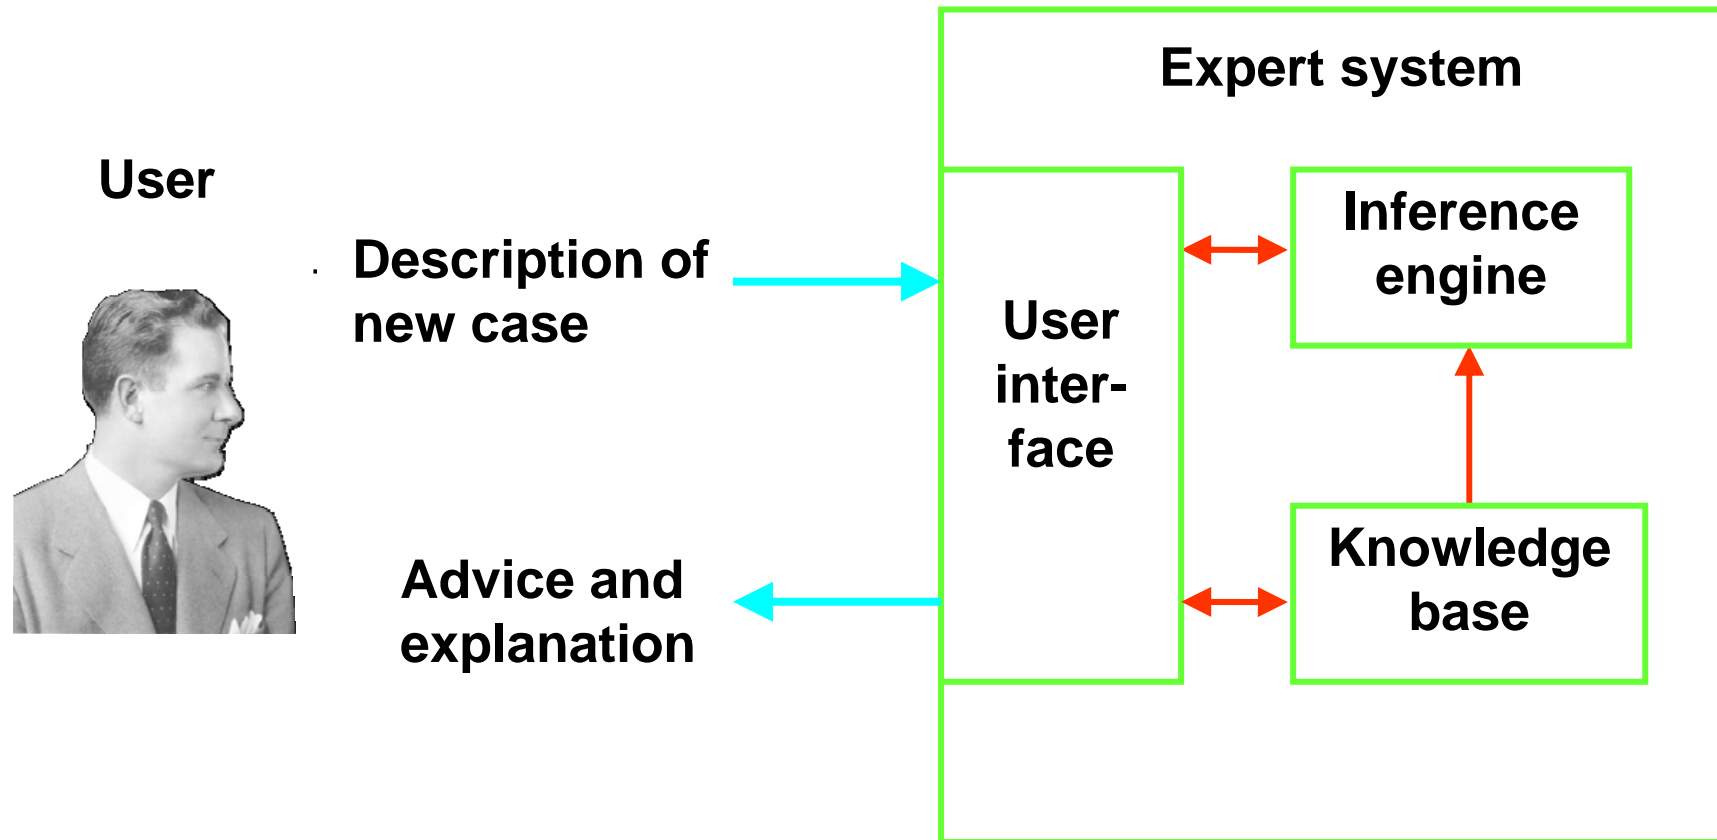 Expert system
User
Description of
new case
Inference
engine
User
inter-
face
Advice and
explanation
Knowledge
base